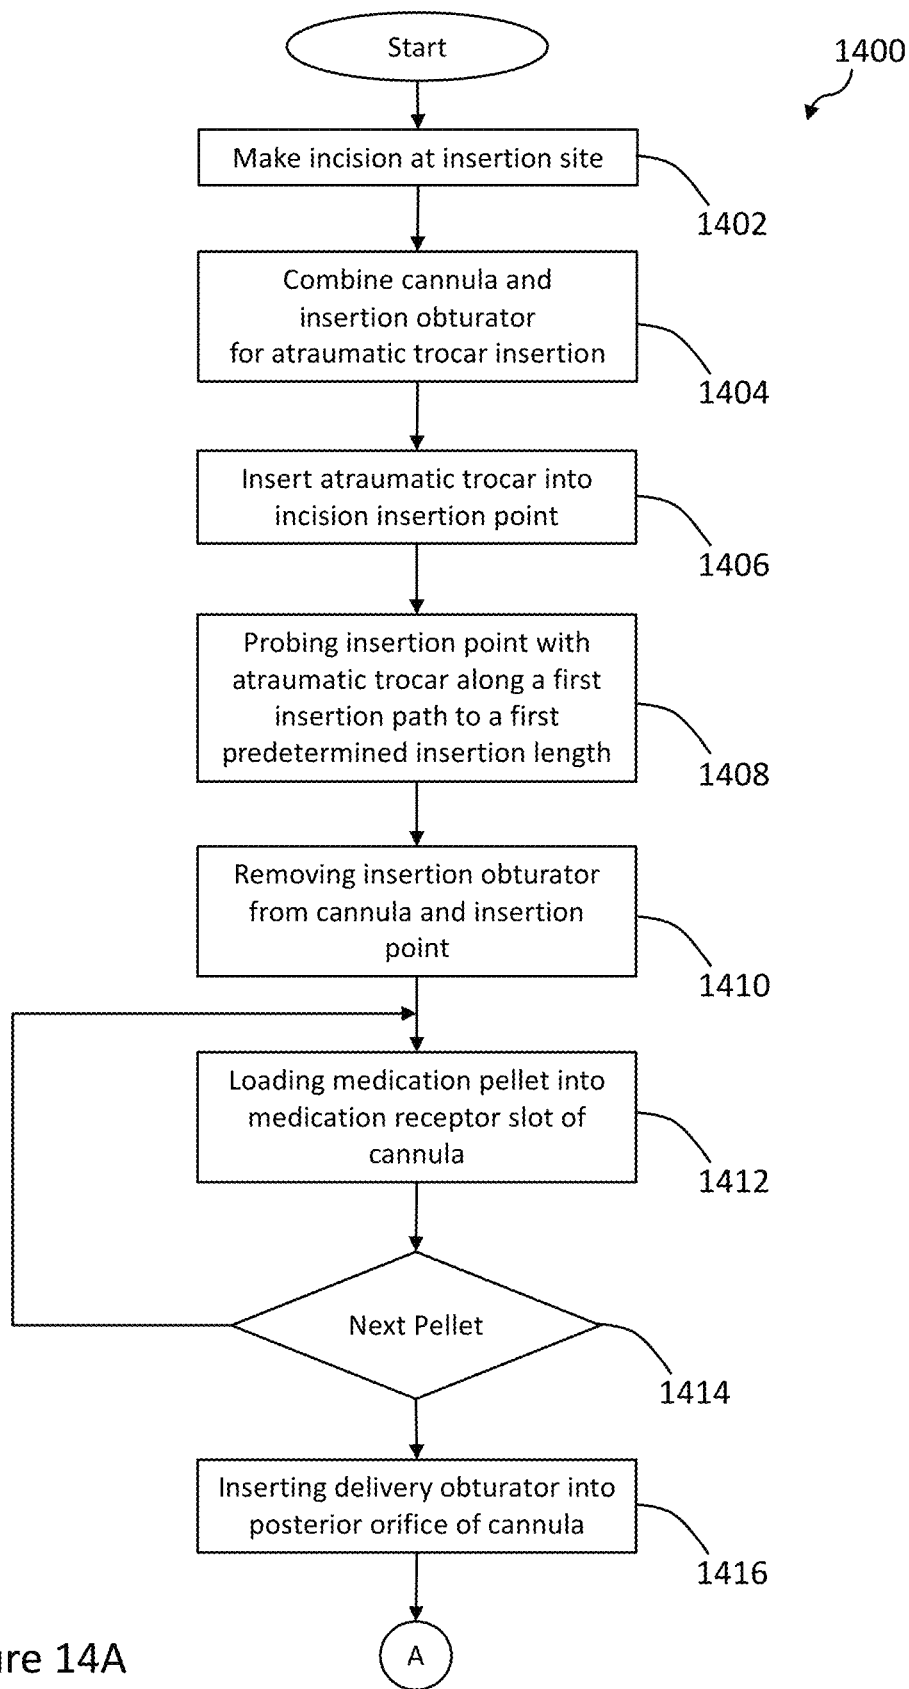 Start
1400
Make incision at insertion site
1402
Combine cannula and
insertion obturator
for atraumatic trocar insertion
1404
Insert atraumatic trocar into
incision insertion point
1406
Probing insertion point with
atraumatic trocar along a first
insertion path to a first
predetermined insertion length
1408
Removing insertion obturator
from cannula and insertion
point
1410
Loading medication pellet into
medication receptor slot of
cannula
1412
Next Pellet
1414
Inserting delivery obturator into
posterior orifice of cannula
1416
A
ure 14A